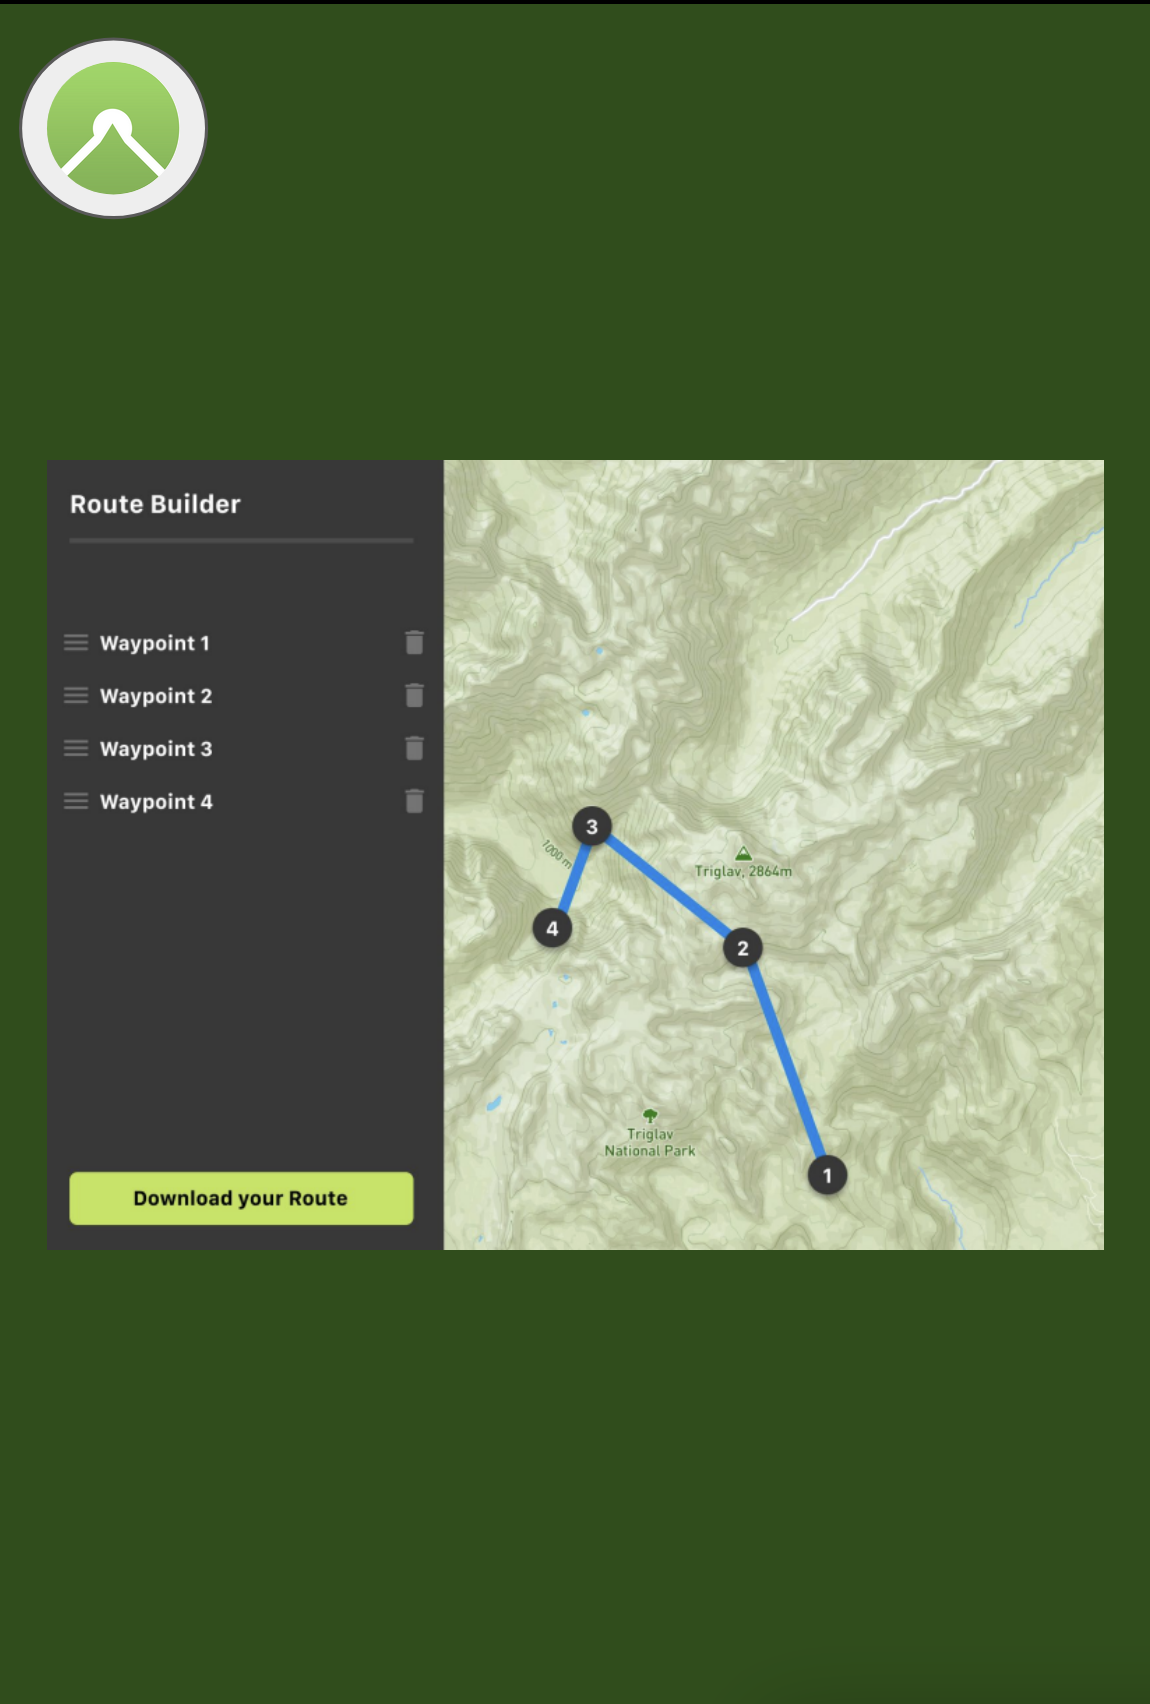 Route Builder
Waypoint 1
Waypoint 2
Waypoint 3
Waypoint 4
Download your Route
3
1000 m
Triglav, 2864m
4
2
Triglav
National Park
1